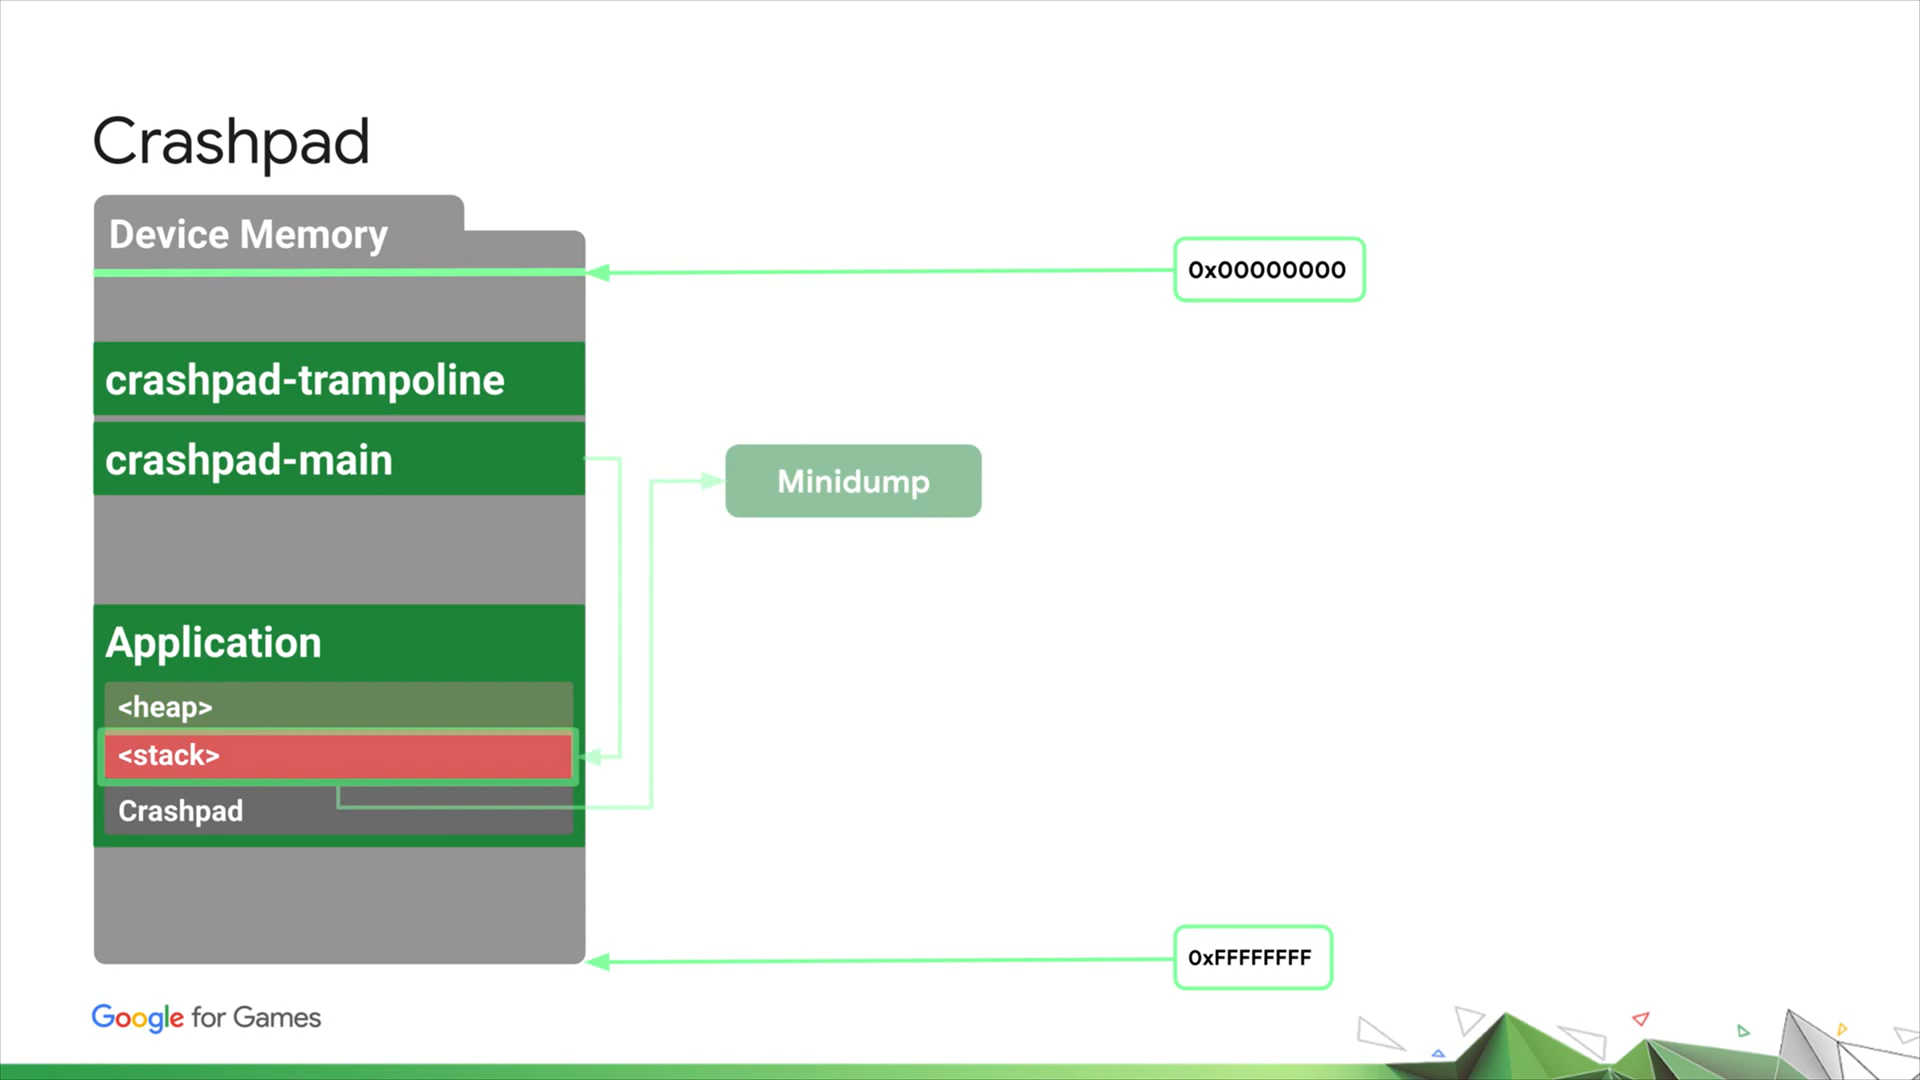 Crashpad
Device Memory
0x00000000
crashpad-trampoline
crashpad-main
Minidump
Application
<heap>
<stack>
Crashpad
0xFFFFFFFF
Google for Games